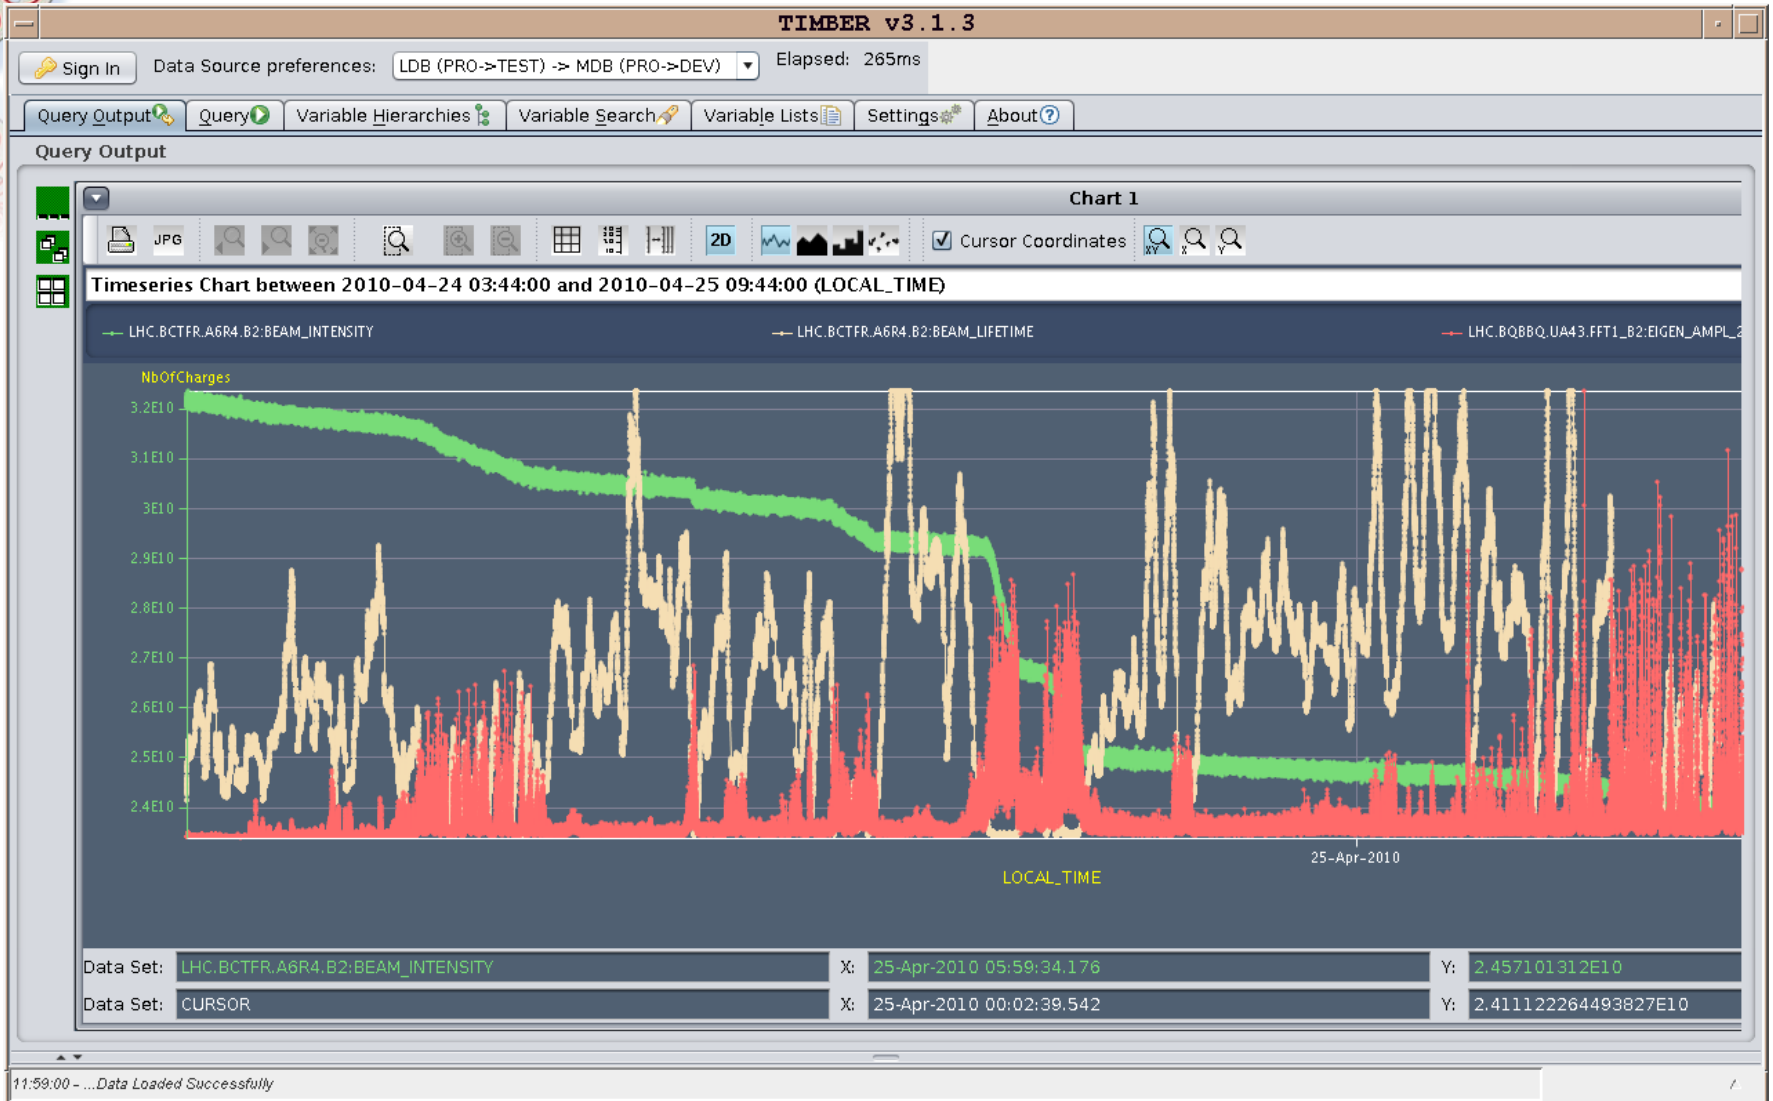 TIMBER v3.1.3
Sign In Data Source preferences: LDB (PRO->TEST) -> MDB (PRO->DEV) Elapsed: 265ms
Query Output Query Variable Hierarchies Variable Search Variable Lists Settings About
Query Output
Chart 1
JPG 2D Cursor Coordinates XY X Y
Timeseries Chart between 2010-04-24 03:44:00 and 2010-04-25 09:44:00 (LOCAL_TIME)
LHC.BCTFR.A6R4.B2:BEAM_INTENSITY LHC.BCTFR.A6R4.B2:BEAM_LIFETIME LHC.BQBBQ.UA43.FFT1_B2:EIGEN_AMPL_2
NbOfCharges
3.2E10
3.1E10
3E10
2.9E10
2.8E10
2.7E10
2.6E10
2.5E10
2.4E10
25-Apr-2010
LOCAL_TIME
Data Set: LHC.BCTFR.A6R4.B2:BEAM_INTENSITY X: 25-Apr-2010 05:59:34.176 Y: 2.457101312E10
Data Set: CURSOR X: 25-Apr-2010 00:02:39.542 Y: 2.411122264493827E10
11:59:00 - ...Data Loaded Successfully